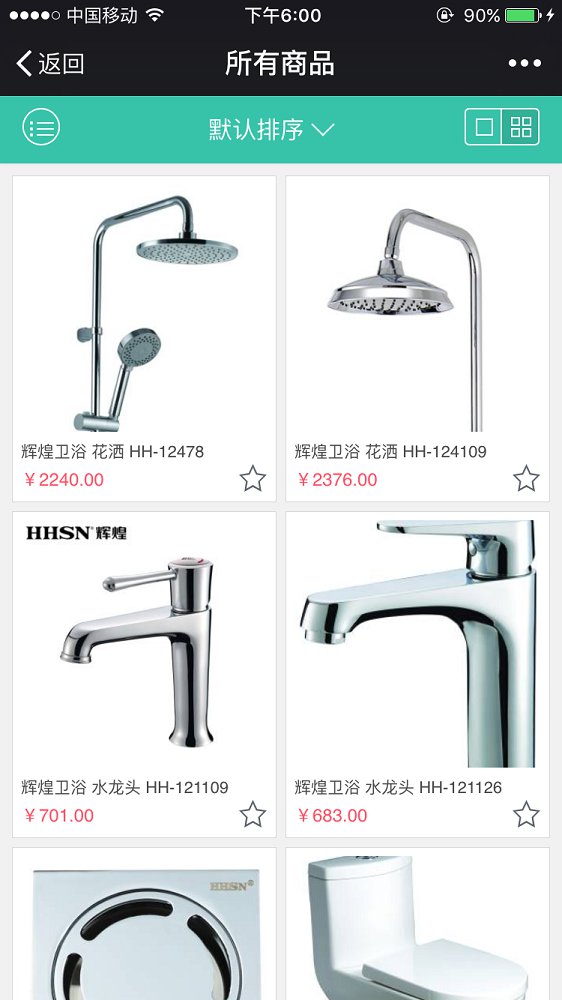 中国移动 下午6:00 90%
返回 所有商品
默认排序
辉煌卫浴 花洒 HH-12478
￥2240.00
辉煌卫浴 花洒 HH-124109
￥2376.00
HHSN®辉煌
辉煌卫浴 水龙头 HH-121109
￥701.00
辉煌卫浴 水龙头 HH-121126
￥683.00
HHSN®